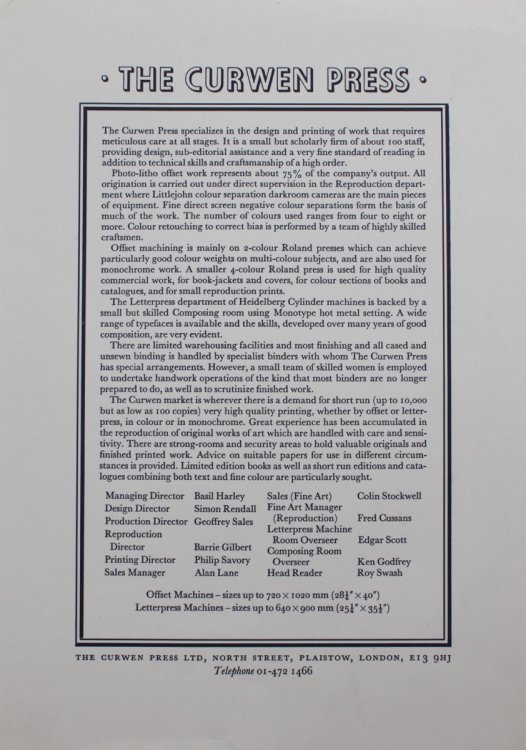 · THE CURWEN PRESS ·
The Curwen Press specializes in the design and printing of work that requires
meticulous care at all stages. It is a small but scholarly firm of about 100 staff,
providing design, sub-editorial assistance and a very fine standard of reading in
addition to technical skills and craftsmanship of a high order.
Photo-litho offset work represents about 75% of the company's output. All
origination is carried out under direct supervision in the Reproduction depart-
ment where Littlejohn colour separation darkroom cameras are the main pieces
of equipment. Fine direct screen negative colour separations form the basis of
much of the work. The number of colours used ranges from four to eight or
more. Colour retouching to correct bias is performed by a team of highly skilled
craftsmen.
Offset machining is mainly on 2-colour Roland presses which can achieve
particularly good colour weights on multi-colour subjects, and are also used for
monochrome work. A smaller 4-colour Roland press is used for high quality
commercial work, for book-jackets and covers, for colour sections of books and
catalogues, and for small reproduction prints.
The Letterpress department of Heidelberg Cylinder machines is backed by a
small but skilled Composing room using Monotype hot metal setting. A wide
range of typefaces is available and the skills, developed over many years of good
composition, are very evident.
There are limited warehousing facilities and most finishing and all cased and
unsewn binding is handled by specialist binders with whom The Curwen Press
has special arrangements. However, a small team of skilled women is employed
to undertake handwork operations of the kind that most binders are no longer
prepared to do, as well as to scrutinize finished work.
The Curwen market is wherever there is a demand for short run (up to 10,000
but as low as 100 copies) very high quality printing, whether by offset or letter-
press, in colour or in monochrome. Great experience has been accumulated in
the reproduction of original works of art which are handled with care and sensi-
tivity. There are strong-rooms and security areas to hold valuable originals and
finished printed work. Advice on suitable papers for use in different circum-
stances is provided. Limited edition books as well as short run editions and cata-
logues combining both text and fine colour are particularly sought.
Managing Director Basil Harley
Design Director Simon Rendall
Production Director Geoffrey Sales
Reproduction
Director Barrie Gilbert
Printing Director Philip Savory
Sales Manager Alan Lane
Sales (Fine Art) Colin Stockwell
Fine Art Manager
(Reproduction) Fred Cussans
Letterpress Machine
Room Overseer Edgar Scott
Composing Room
Overseer Ken Godfrey
Head Reader Roy Swash
Offset Machines – sizes up to 720 × 1020 mm (28¼″ × 40″)
Letterpress Machines – sizes up to 640 × 900 mm (25¼″ × 35½″)
THE CURWEN PRESS LTD, NORTH STREET, PLAISTOW, LONDON, E13 9HJ
Telephone 01-472 1466